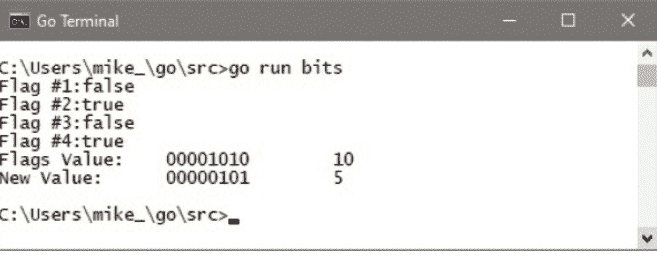 Go Terminal
C:\Users\mike_\go\src>go run bits
Flag #1:false
Flag #2:true
Flag #3:false
Flag #4:true
Flags Value:    00001010        10
New Value:      00000101        5
C:\Users\mike_\go\src>